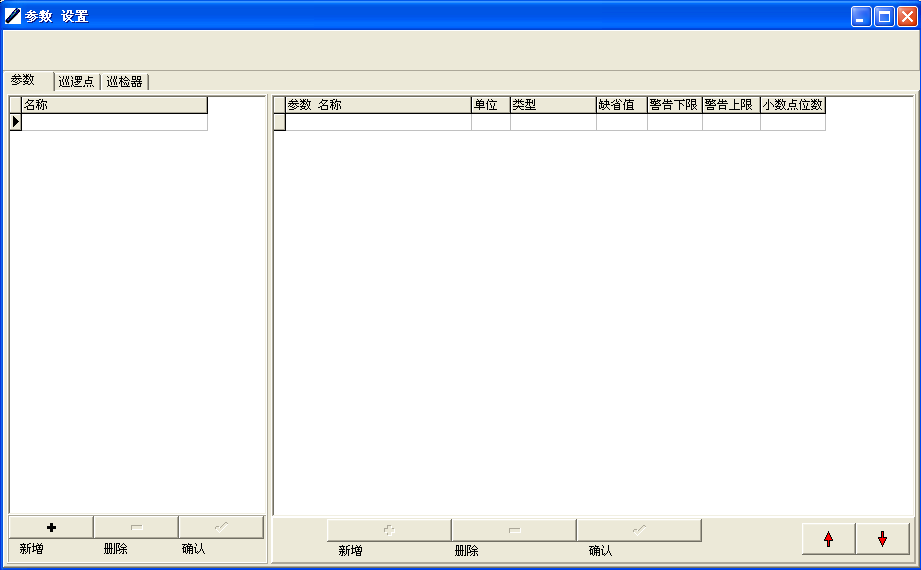 参数 设置
参数 巡逻点 巡检器
名称
参数 名称 单位 类型 缺省值 警告下限 警告上限 小数点位数
新增 删除 确认
新增 删除 确认